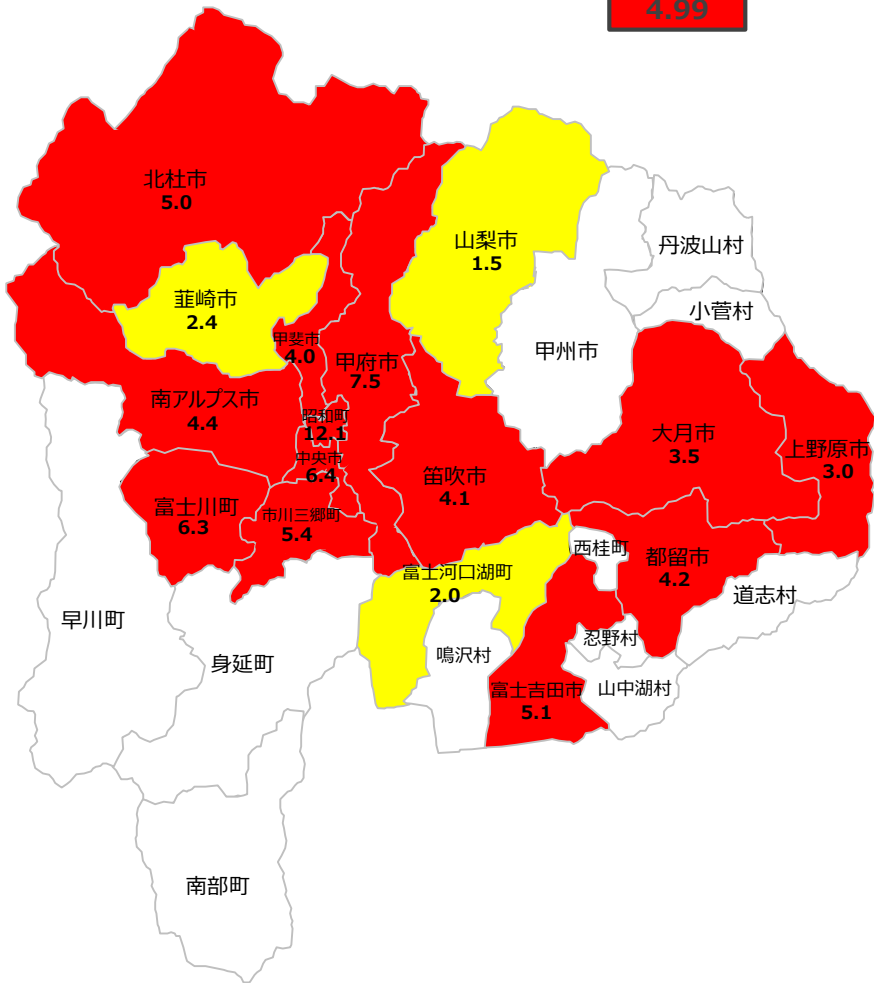 4.99
北杜市
5.0
山梨市
1.5
丹波山村
韮崎市
2.4
小菅村
甲斐市
4.0
甲府市
7.5
甲州市
南アルプス市
4.4
昭和町
12.1
大月市
3.5
上野原市
3.0
中央市
6.4
笛吹市
4.1
富士川町
6.3
市川三郷町
5.4
西桂町
都留市
4.2
富士河口湖町
2.0
道志村
早川町
忍野村
身延町
鳴沢村
富士吉田市
5.1
山中湖村
南部町